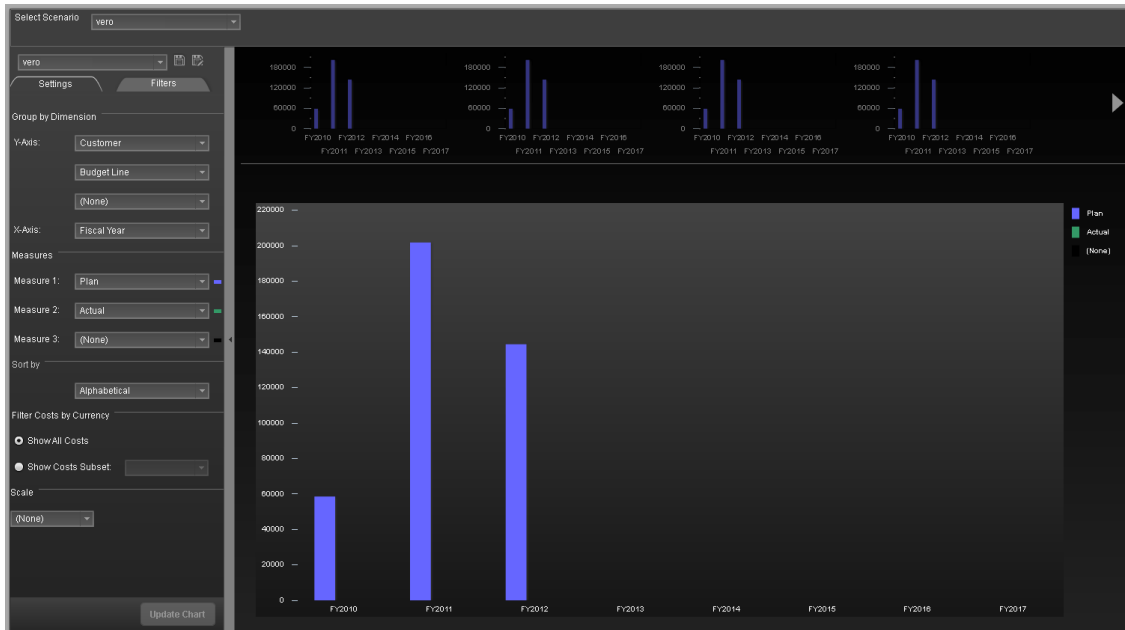 Select Scenario vero
vero
Settings Filters
Group by Dimension
Y-Axis: Customer
Budget Line
(None)
X-Axis: Fiscal Year
Measures
Measure 1: Plan
Measure 2: Actual
Measure 3: (None)
Sort by
Alphabetical
Filter Costs by Currency
Show All Costs
Show Costs Subset:
Scale
(None)
Update Chart
180000 180000 180000 180000
120000 120000 120000 120000
60000 60000 60000 60000
0 0 0 0
FY2010 FY2012 FY2014 FY2016 FY2010 FY2012 FY2014 FY2016 FY2010 FY2012 FY2014 FY2016 FY2010 FY2012 FY2014 FY2016
FY2011 FY2013 FY2015 FY2017 FY2011 FY2013 FY2015 FY2017 FY2011 FY2013 FY2015 FY2017 FY2011 FY2013 FY2015 FY2017
220000
200000
180000
160000
140000
120000
100000
80000
60000
40000
20000
0
FY2010 FY2011 FY2012 FY2013 FY2014 FY2015 FY2016 FY2017
Plan
Actual
(None)